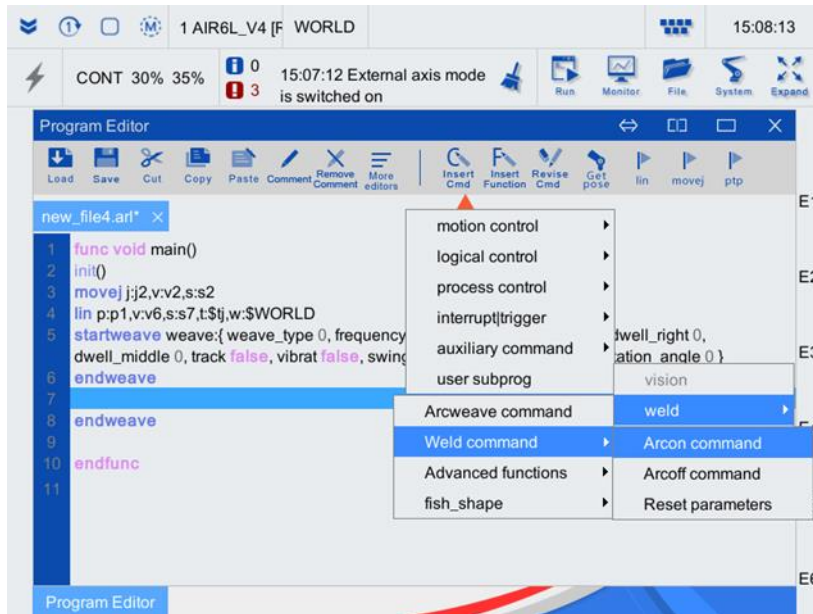 1 AIR6L_V4 [F WORLD 15:08:13
CONT 30% 35% 0 3 15:07:12 External axis mode is switched on
Run Monitor File System Expand
Program Editor
Load Save Cut Copy Paste Comment Remove Comment More editors Insert Cmd Insert Function Revise Cmd Get pose lin movej ptp
new_file4.arl*
1 func void main()
2 init()
3 movej j:j2,v:v2,s:s2
4 lin p:p1,v:v6,s:s7,t:$tj,w:$WORLD
5 startweave weave:{ weave_type 0, frequency dwell_right 0,
dwell_middle 0, track false, vibrat false, swing tation_angle 0 }
6 endweave
7
8 endweave
9
10 endfunc
11
motion control
logical control
process control
interrupt|trigger
auxiliary command
user subprog
vision
weld
Arcweave command
Weld command
Advanced functions
fish_shape
Arcon command
Arcoff command
Reset parameters
E2
E3
Program Editor